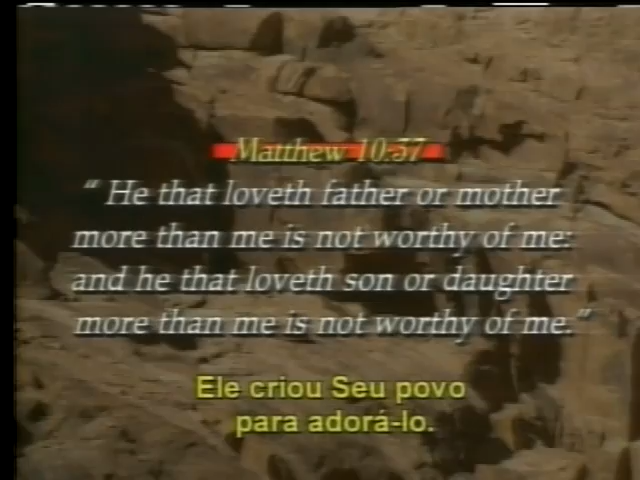 Matthew 10:37
“ He that loveth father or mother
more than me is not worthy of me:
and he that loveth son or daughter
more than me is not worthy of me.”
Ele criou Seu povo
para adorá-lo.